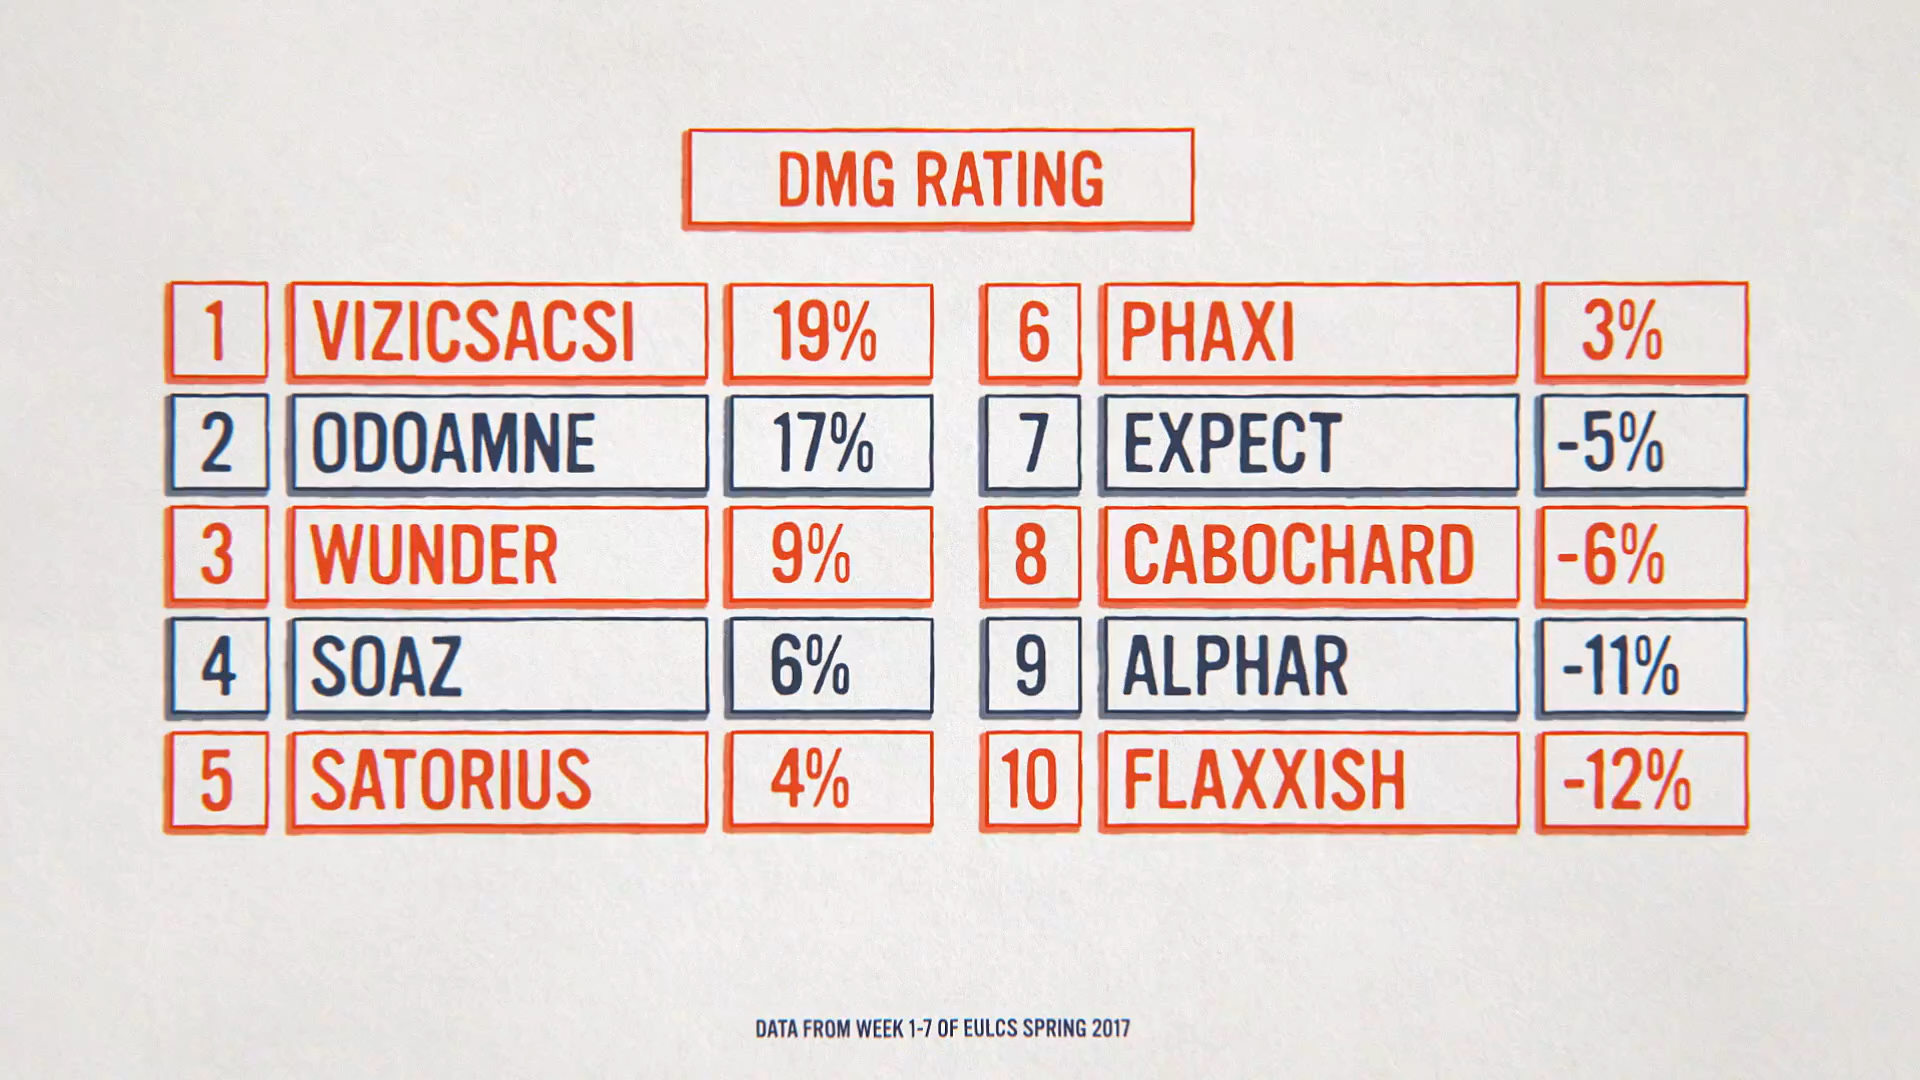 DMG RATING
1 VIZICSACSI 19%
2 ODOAMNE 17%
3 WUNDER 9%
4 SOAZ 6%
5 SATORIUS 4%
6 PHAXI 3%
7 EXPECT -5%
8 CABOCHARD -6%
9 ALPHAR -11%
10 FLAXXISH -12%
DATA FROM WEEK 1-7 OF EULCS SPRING 2017